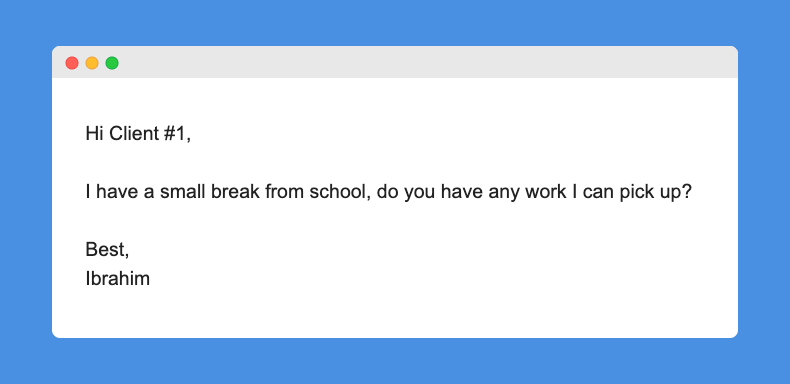 Hi Client #1,
I have a small break from school, do you have any work I can pick up?
Best,
Ibrahim